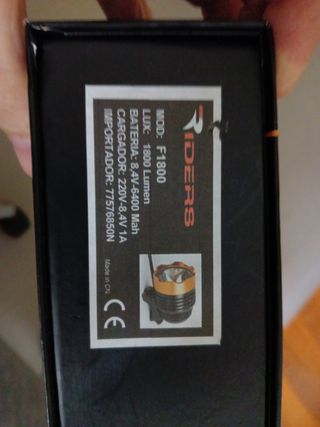 RIDERS
MOD: F1800
LUX: 1800 Lumen
BATERIA: 8,4V-6400 Mah
CARGADOR: 220V-8.4V 1A
IMPORTADOR: 77576850N
Made in CN
CE